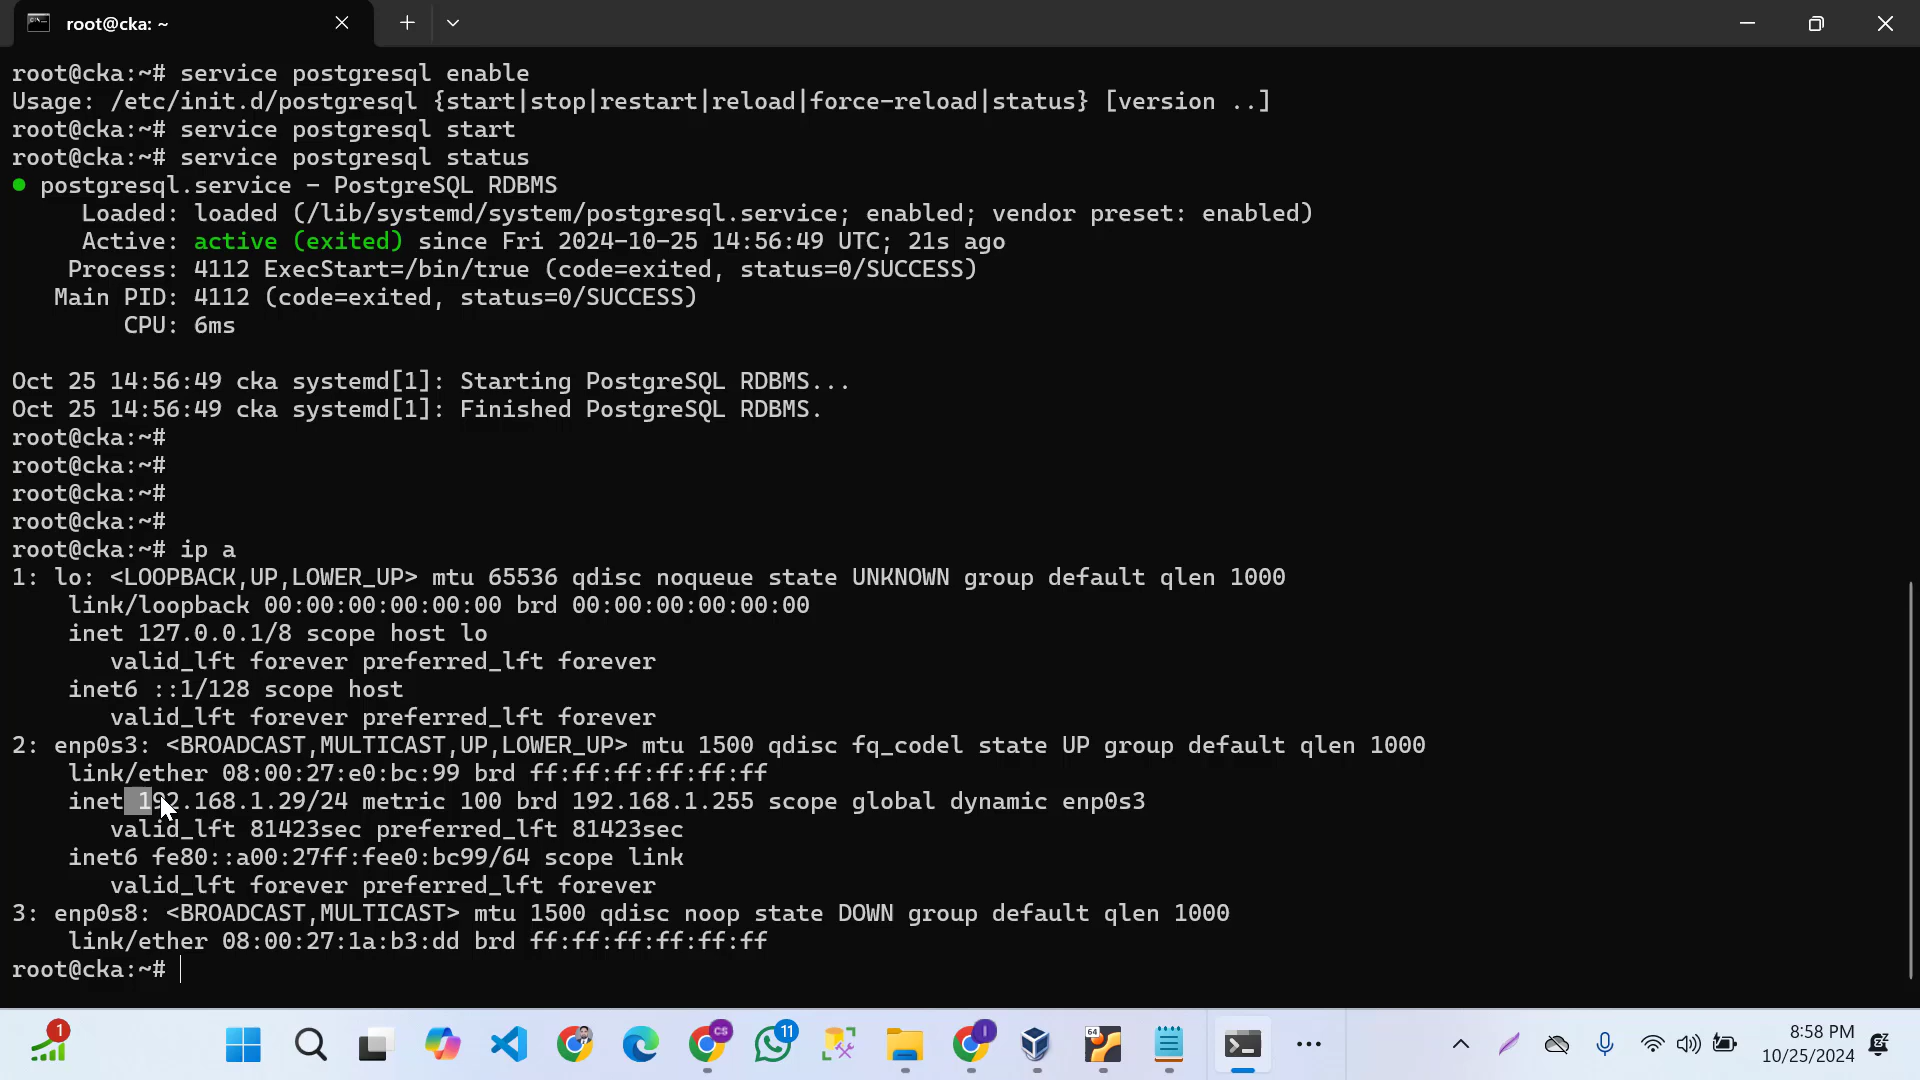 root@cka: ~
root@cka:~# service postgresql enable
Usage: /etc/init.d/postgresql {start|stop|restart|reload|force-reload|status} [version ..]
root@cka:~# service postgresql start
root@cka:~# service postgresql status
● postgresql.service - PostgreSQL RDBMS
     Loaded: loaded (/lib/systemd/system/postgresql.service; enabled; vendor preset: enabled)
     Active: active (exited) since Fri 2024-10-25 14:56:49 UTC; 21s ago
    Process: 4112 ExecStart=/bin/true (code=exited, status=0/SUCCESS)
   Main PID: 4112 (code=exited, status=0/SUCCESS)
        CPU: 6ms
Oct 25 14:56:49 cka systemd[1]: Starting PostgreSQL RDBMS...
Oct 25 14:56:49 cka systemd[1]: Finished PostgreSQL RDBMS.
root@cka:~#
root@cka:~#
root@cka:~#
root@cka:~#
root@cka:~# ip a
1: lo: <LOOPBACK,UP,LOWER_UP> mtu 65536 qdisc noqueue state UNKNOWN group default qlen 1000
    link/loopback 00:00:00:00:00:00 brd 00:00:00:00:00:00
    inet 127.0.0.1/8 scope host lo
       valid_lft forever preferred_lft forever
    inet6 ::1/128 scope host
       valid_lft forever preferred_lft forever
2: enp0s3: <BROADCAST,MULTICAST,UP,LOWER_UP> mtu 1500 qdisc fq_codel state UP group default qlen 1000
    link/ether 08:00:27:e0:bc:99 brd ff:ff:ff:ff:ff:ff
    inet 192.168.1.29/24 metric 100 brd 192.168.1.255 scope global dynamic enp0s3
       valid_lft 81423sec preferred_lft 81423sec
    inet6 fe80::a00:27ff:fee0:bc99/64 scope link
       valid_lft forever preferred_lft forever
3: enp0s8: <BROADCAST,MULTICAST> mtu 1500 qdisc noop state DOWN group default qlen 1000
    link/ether 08:00:27:1a:b3:dd brd ff:ff:ff:ff:ff:ff
root@cka:~#
1
CS
11
I
64
8:58 PM
10/25/2024